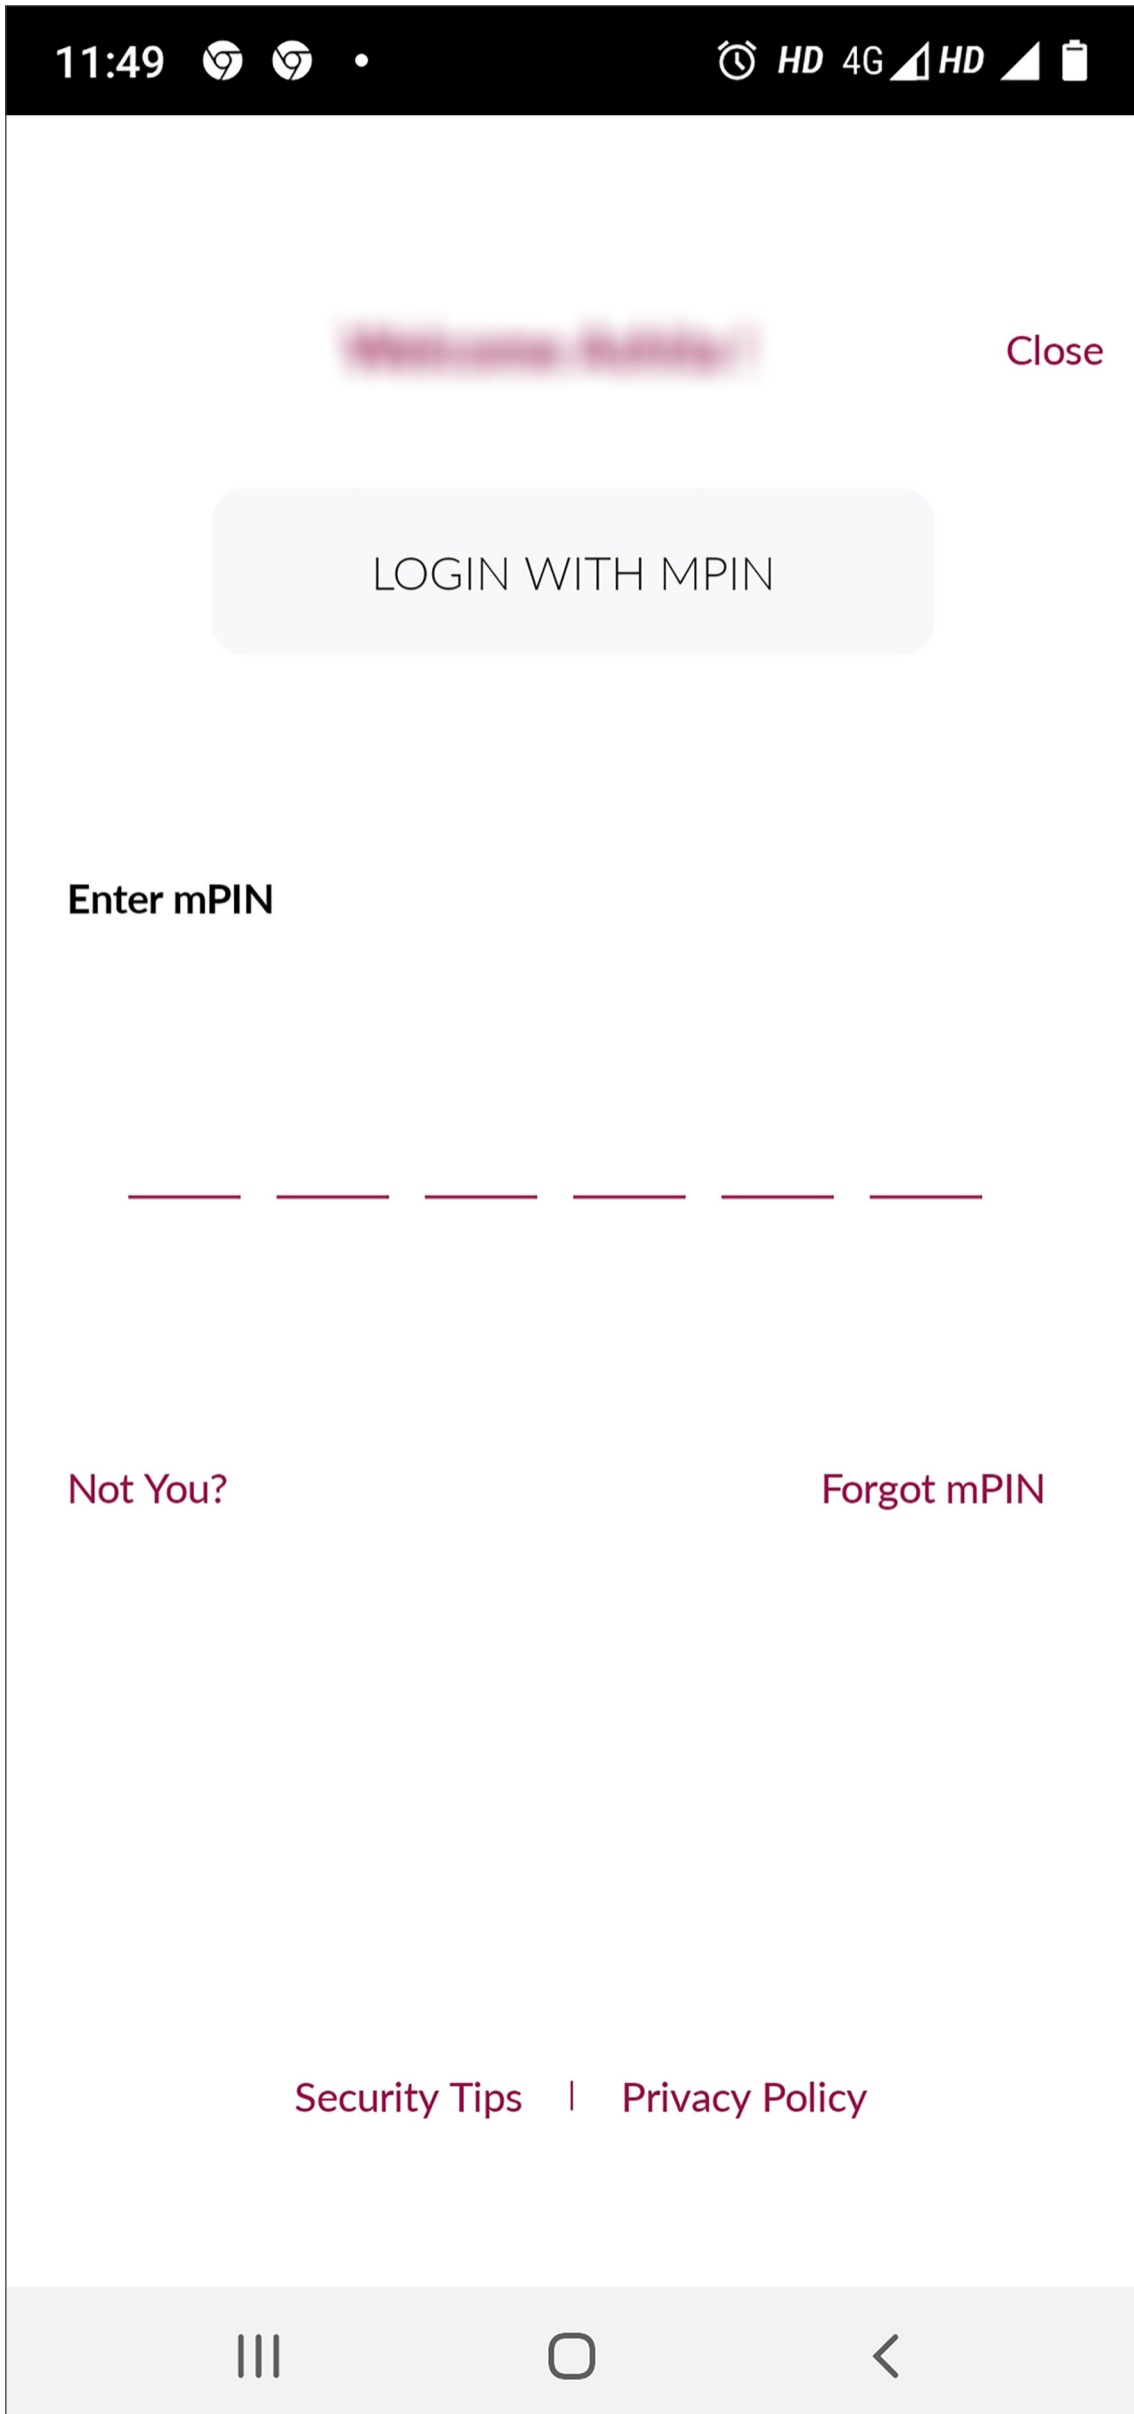 11:49 HD 4G HD
Close
LOGIN WITH MPIN
Enter mPIN
Not You? Forgot mPIN
Security Tips | Privacy Policy